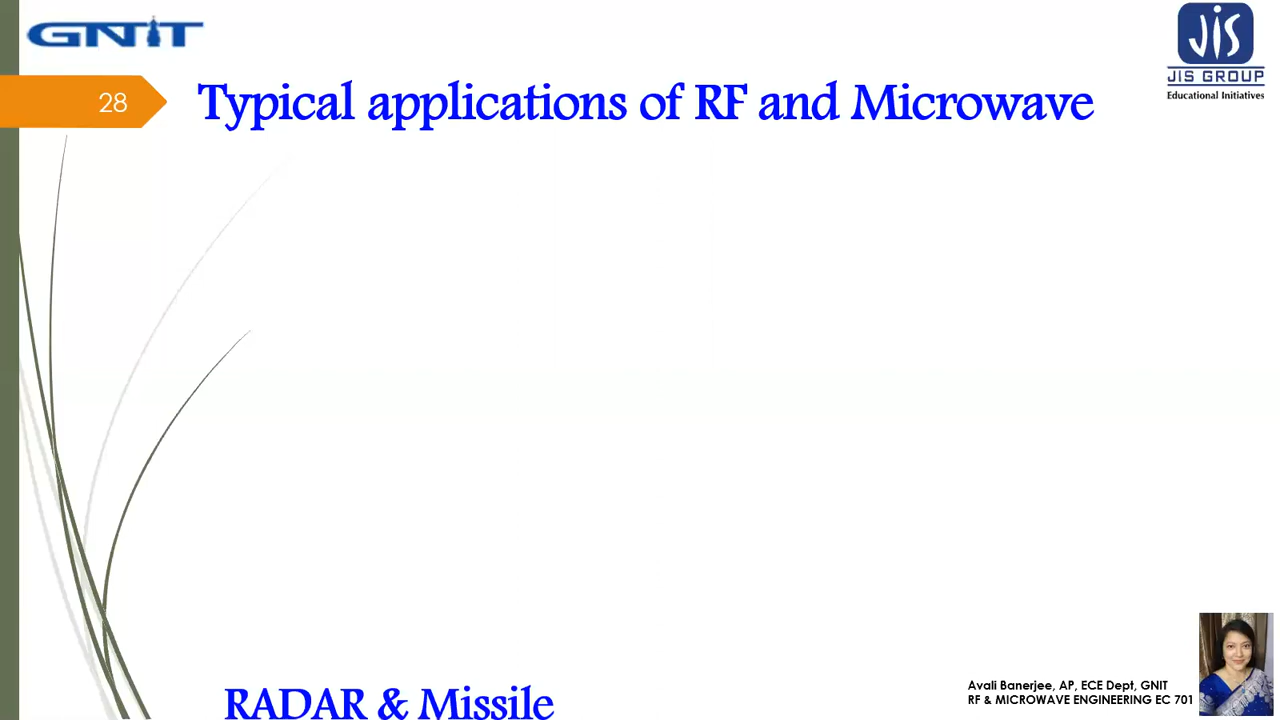 GNIT
JIS
JIS GROUP
Educational Initiatives
28
Typical applications of RF and Microwave
RADAR & Missile
Avali Banerjee, AP, ECE Dept, GNIT
RF & MICROWAVE ENGINEERING EC 701